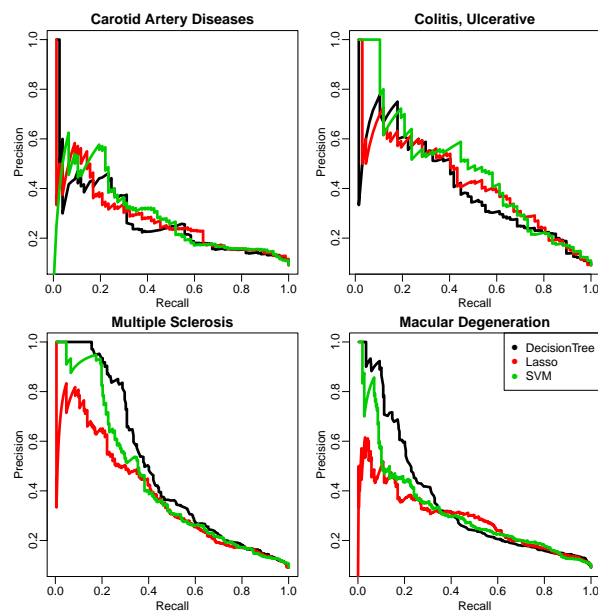 Carotid Artery Diseases
Colitis, Ulcerative
Precision
1.0
0.8
0.6
0.4
0.2
0.0 0.2 0.4 0.6 0.8 1.0
Recall
Precision
1.0
0.8
0.6
0.4
0.2
0.0 0.2 0.4 0.6 0.8 1.0
Recall
Multiple Sclerosis
Macular Degeneration
Precision
1.0
0.8
0.6
0.4
0.2
0.0 0.2 0.4 0.6 0.8 1.0
Recall
Precision
1.0
0.8
0.6
0.4
0.2
0.0 0.2 0.4 0.6 0.8 1.0
Recall
DecisionTree
Lasso
SVM